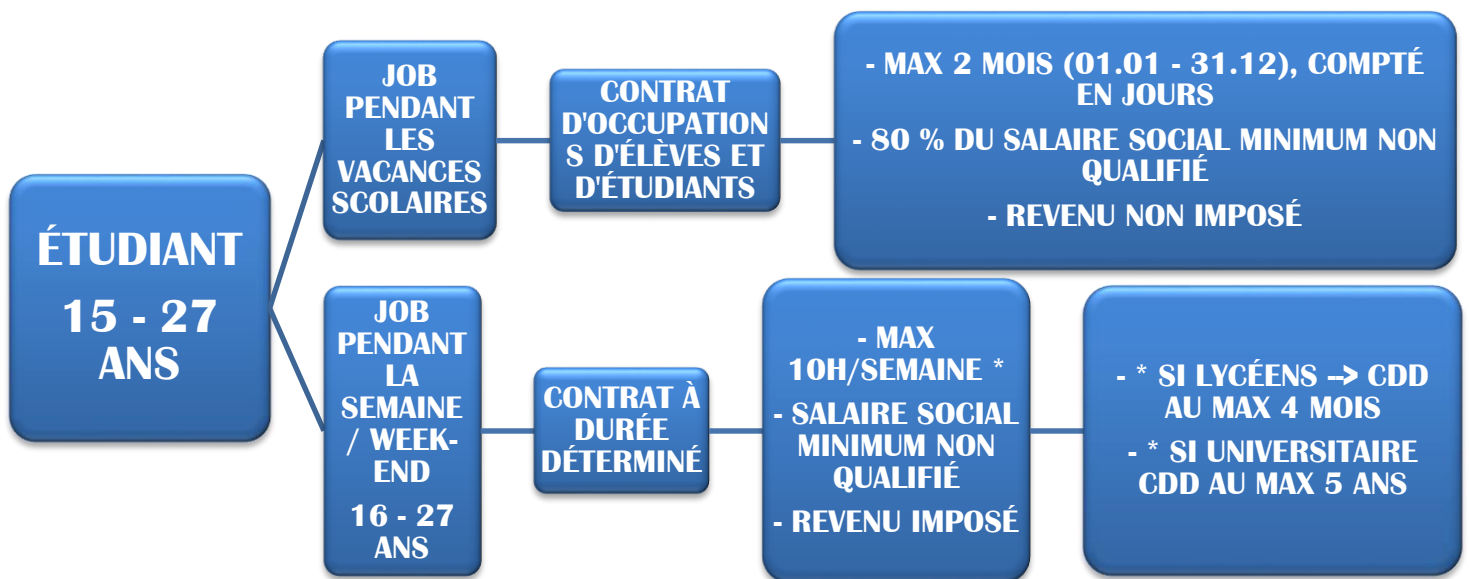 ÉTUDIANT
15 - 27
ANS
JOB
PENDANT
LES
VACANCES
SCOLAIRES
CONTRAT
D'OCCUPATION
S D'ÉLÈVES ET
D'ÉTUDIANTS
- MAX 2 MOIS (01.01 - 31.12), COMPTÉ
EN JOURS
- 80 % DU SALAIRE SOCIAL MINIMUM NON
QUALIFIÉ
- REVENU NON IMPOSÉ
JOB
PENDANT
LA
SEMAINE
/ WEEK-
END
16 - 27
ANS
CONTRAT À
DURÉE
DÉTERMINÉ
- MAX
10H/SEMAINE *
- SALAIRE SOCIAL
MINIMUM NON
QUALIFIÉ
- REVENU IMPOSÉ
- * SI LYCÉENS --> CDD
AU MAX 4 MOIS
- * SI UNIVERSITAIRE
CDD AU MAX 5 ANS